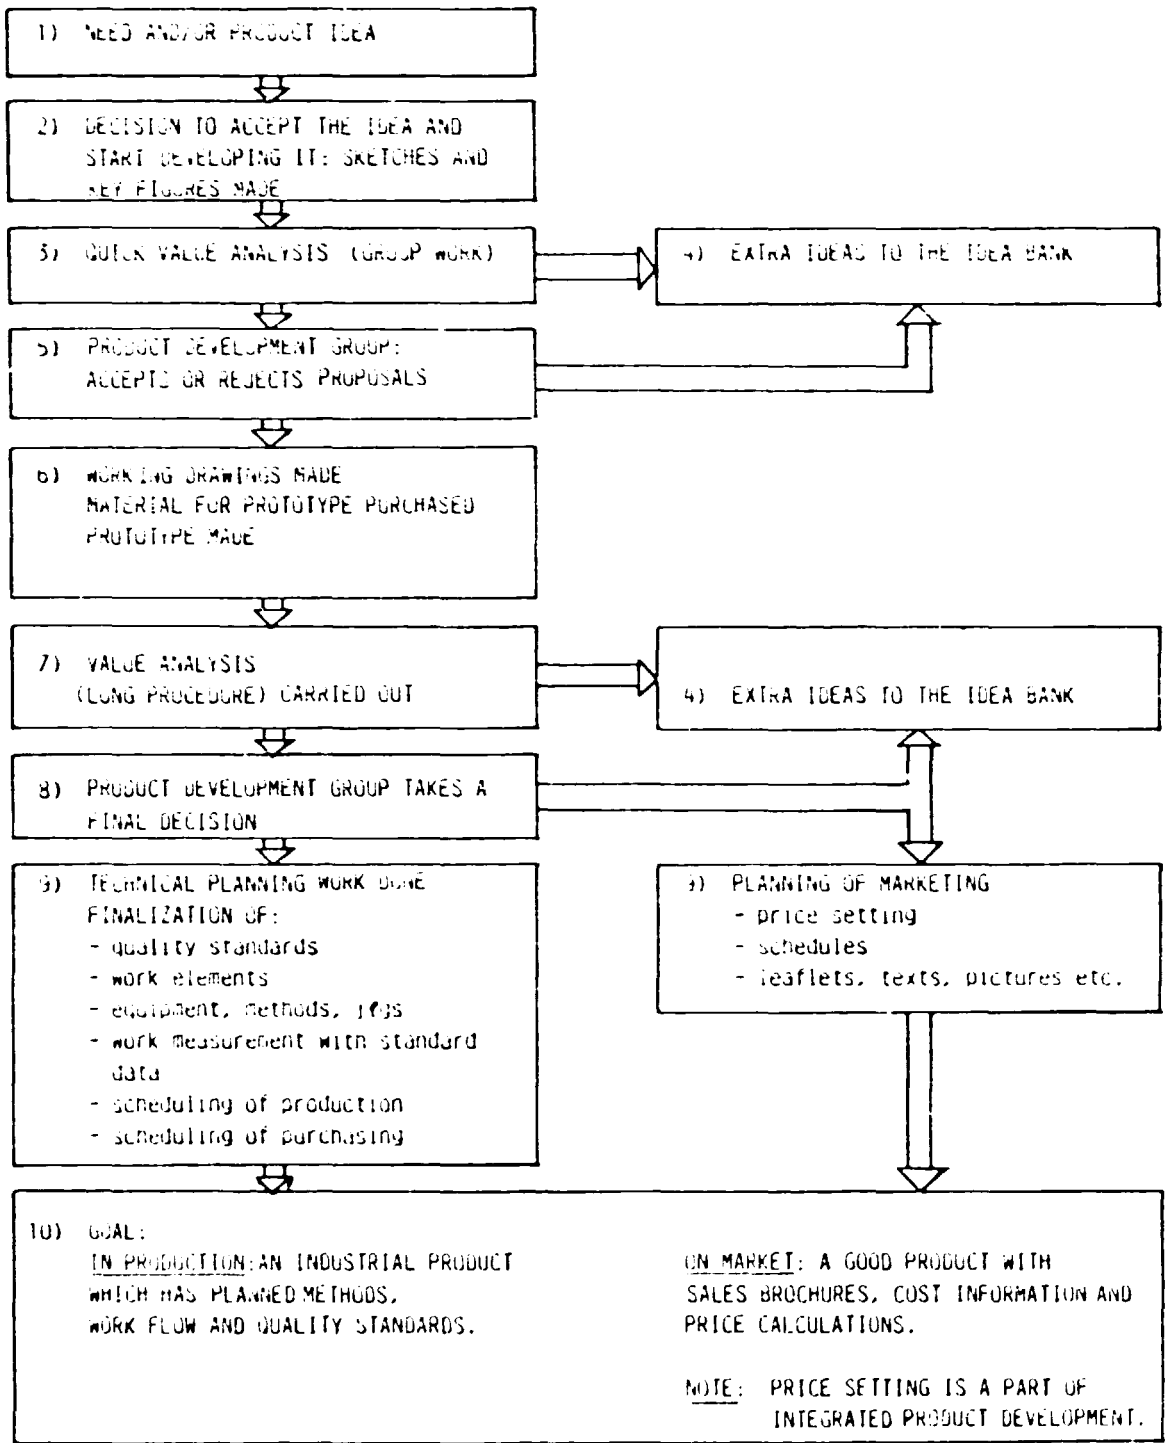 1) NEED AND/OR PRODUCT IDEA
2) DECISION TO ACCEPT THE IDEA AND
START DEVELOPING IT: SKETCHES AND
KEY FIGURES MADE
3) QUICK VALUE ANALYSIS (GROUP WORK)
4) EXTRA IDEAS TO THE IDEA BANK
5) PRODUCT DEVELOPMENT GROUP:
ACCEPTS OR REJECTS PROPOSALS
6) WORKING DRAWINGS MADE
MATERIAL FOR PROTOTYPE PURCHASED
PROTOTYPE MADE
7) VALUE ANALYSIS
(LONG PROCEDURE) CARRIED OUT
4) EXTRA IDEAS TO THE IDEA BANK
8) PRODUCT DEVELOPMENT GROUP TAKES A
FINAL DECISION
9) TECHNICAL PLANNING WORK DONE
FINALIZATION OF:
- quality standards
- work elements
- equipment, methods, jigs
- work measurement with standard
data
- scheduling of production
- scheduling of purchasing
9) PLANNING OF MARKETING
- price setting
- schedules
- leaflets, texts, pictures etc.
10) GOAL:
IN PRODUCTION: AN INDUSTRIAL PRODUCT
WHICH HAS PLANNED METHODS,
WORK FLOW AND QUALITY STANDARDS.
ON MARKET: A GOOD PRODUCT WITH
SALES BROCHURES, COST INFORMATION AND
PRICE CALCULATIONS.
NOTE: PRICE SETTING IS A PART OF
INTEGRATED PRODUCT DEVELOPMENT.